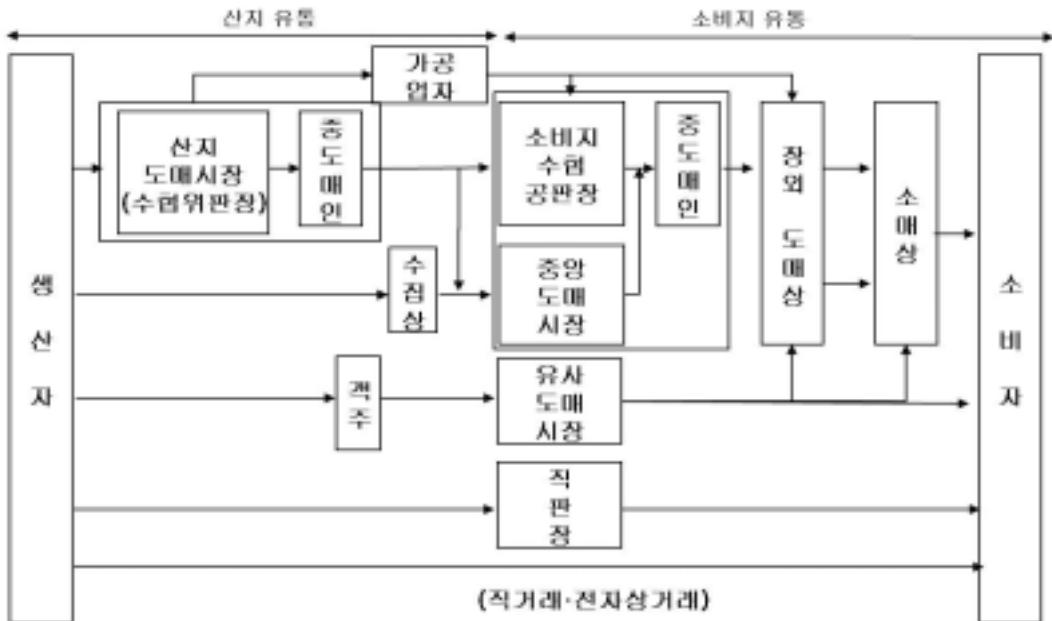 산지 유통
소비지 유통
가공
업자
산지
도매시장
(수협위판장)
중도매인
소비지
수협
공판장
중도매인
장외 도매상
소매상
수집상
중앙
도매
시장
생산자
소비자
객주
유사
도매
시장
직판장
(직거래·전자상거래)